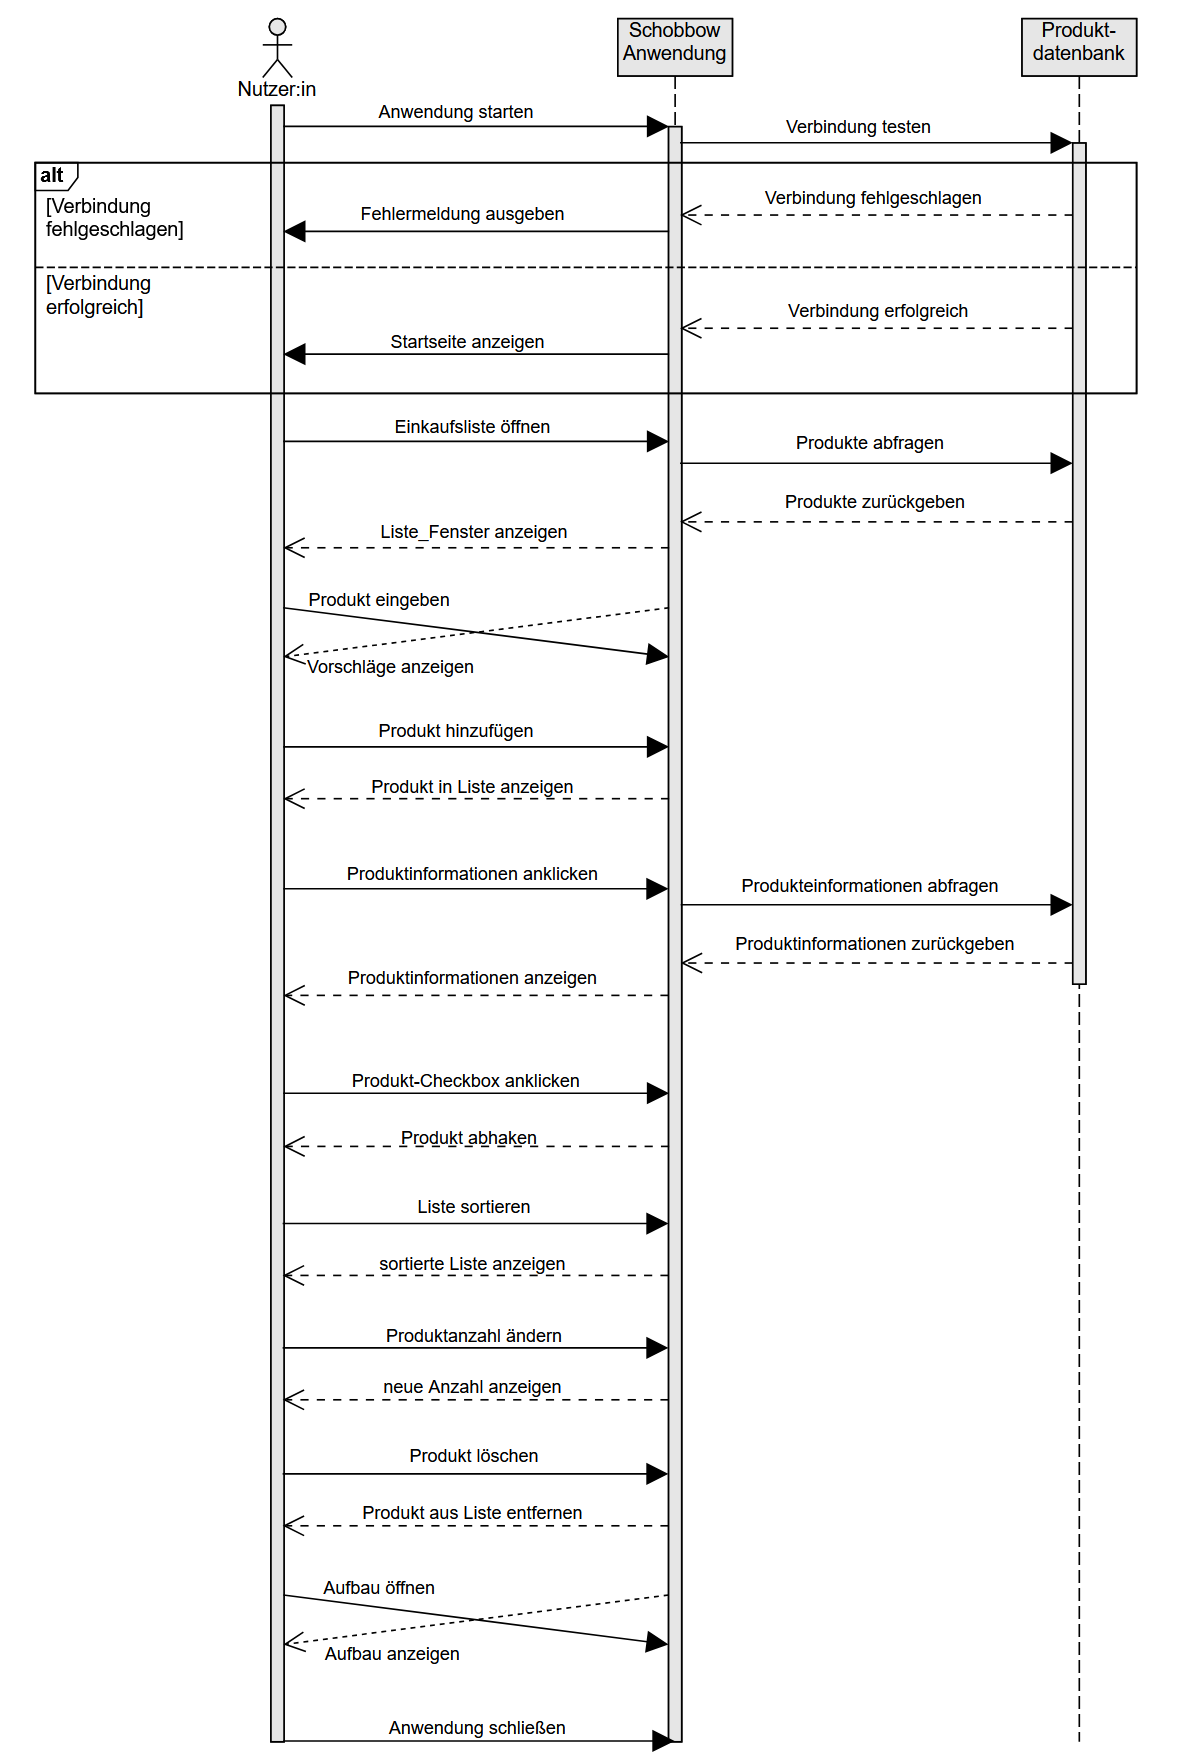 Nutzer:in
Schobbow
Anwendung
Produkt-
datenbank
Anwendung starten
Verbindung testen
alt
[Verbindung
fehlgeschlagen]
Verbindung fehlgeschlagen
Fehlermeldung ausgeben
[Verbindung
erfolgreich]
Verbindung erfolgreich
Startseite anzeigen
Einkaufsliste öffnen
Produkte abfragen
Produkte zurückgeben
Liste_Fenster anzeigen
Produkt eingeben
Vorschläge anzeigen
Produkt hinzufügen
Produkt in Liste anzeigen
Produktinformationen anklicken
Produkteinformationen abfragen
Produktinformationen zurückgeben
Produktinformationen anzeigen
Produkt-Checkbox anklicken
Produkt abhaken
Liste sortieren
sortierte Liste anzeigen
Produktanzahl ändern
neue Anzahl anzeigen
Produkt löschen
Produkt aus Liste entfernen
Aufbau öffnen
Aufbau anzeigen
Anwendung schließen